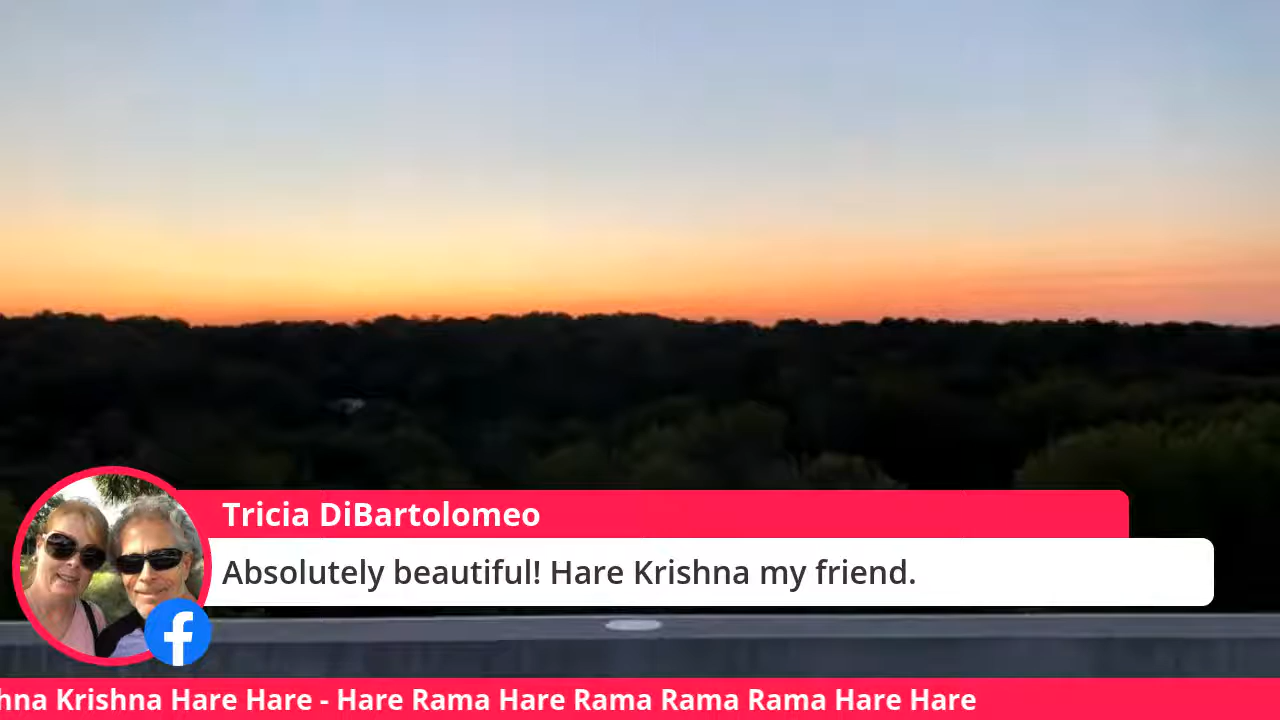 Tricia DiBartolomeo
Absolutely beautiful! Hare Krishna my friend.
Krishna Hare Hare - Hare Rama Hare Rama Rama Rama Hare Hare